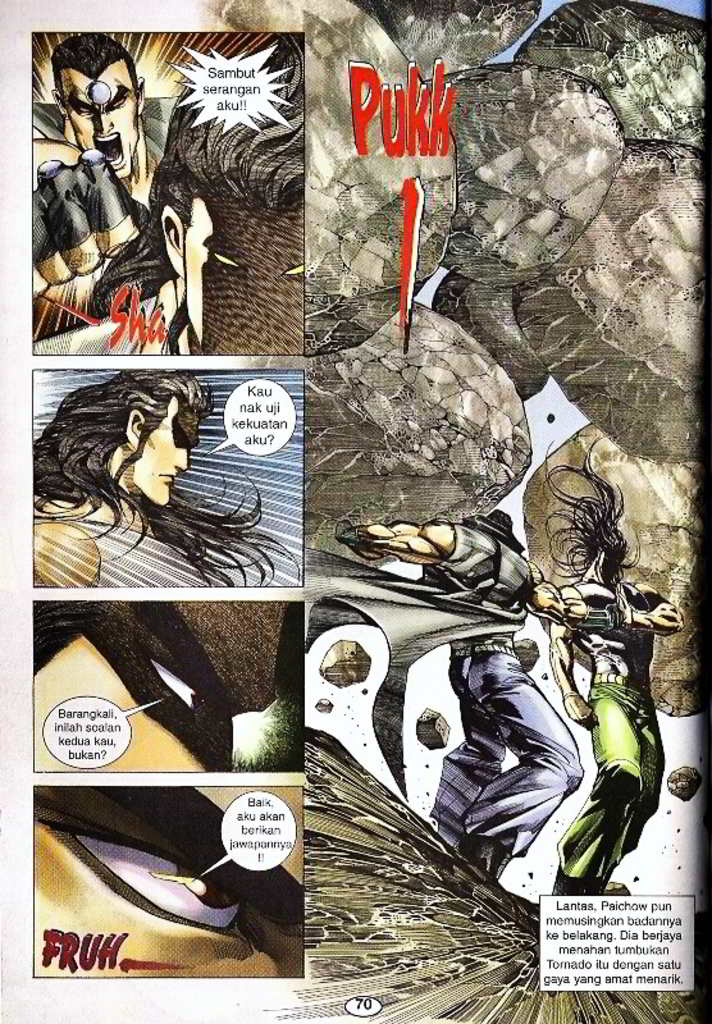 Sambut
serangan
aku!!
Sha
Pukk
!
Kau
nak uji
kekuatan
aku?
Barangkali,
inilah soalan
kedua kau,
bukan?
Baik,
aku akan
berikan
jawapannya
!!
FRUH
Lantas, Paichow pun
memusingkan badannya
ke belakang. Dia berjaya
menahan tumbukan
Tornado itu dengan satu
gaya yang amat menarik.
70